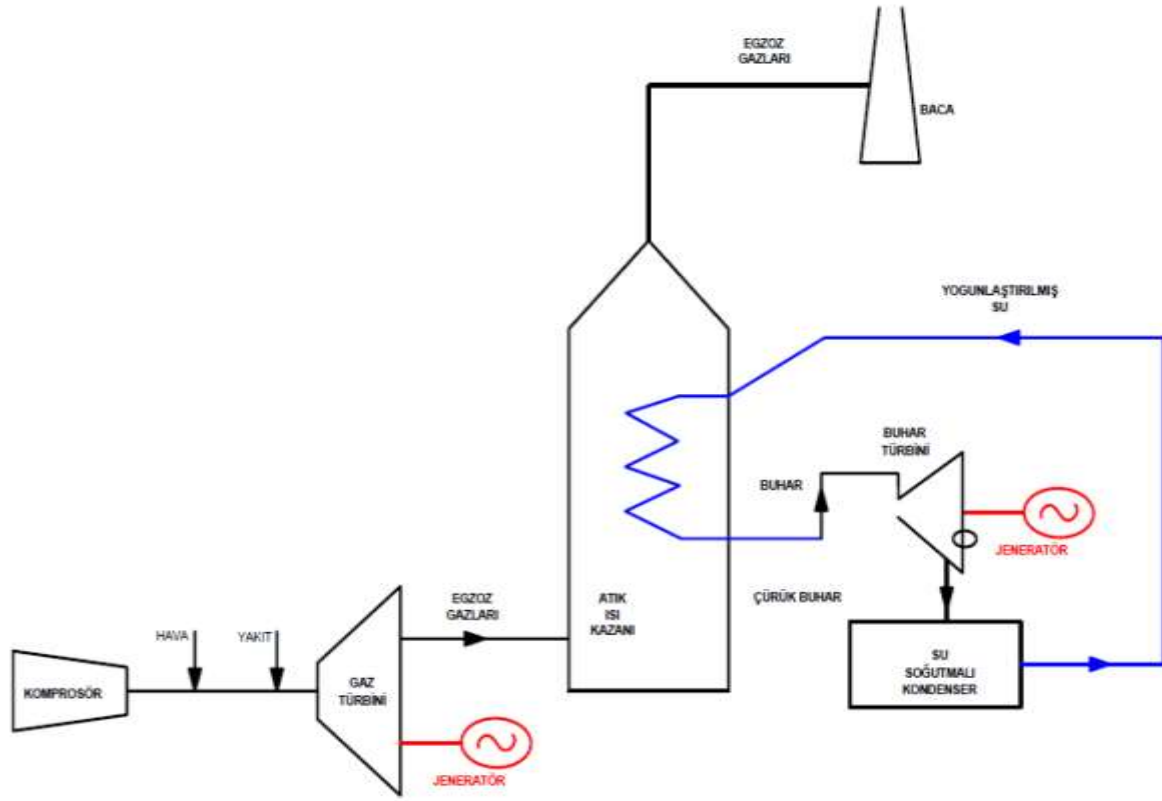 EGZOZ
GAZLARI
BACA
YOGUNLAŞTIRILMIŞ
SU
BUHAR
TÜRBİNİ
BUHAR
JENERATÖR
ÇÜRÜK BUHAR
EGZOZ
GAZLARI
ATIK
ISI
KAZANI
HAVA
YAKIT
SU
SOĞUTMALI
KONDENSER
KOMPROSÖR
GAZ
TÜRBİNİ
JENERATÖR